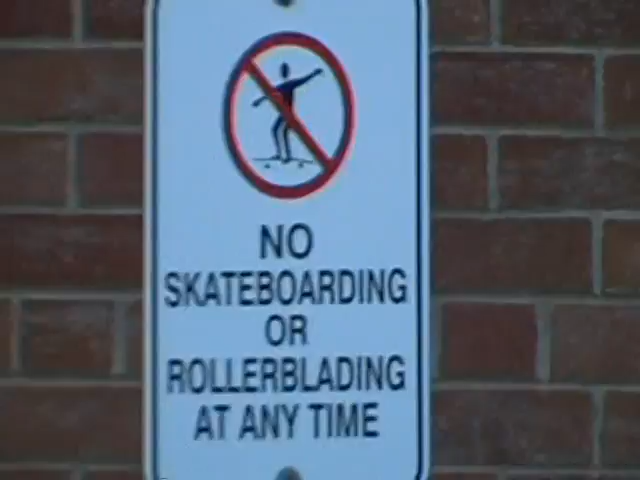 NO
SKATEBOARDING
OR
ROLLERBLADING
AT ANY TIME